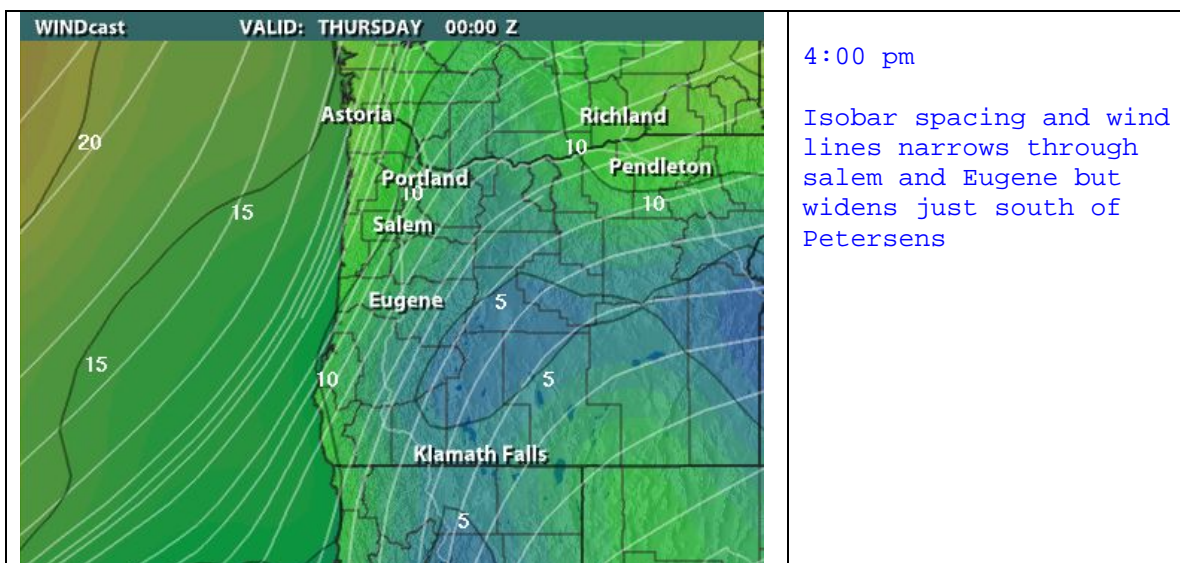 WINDcast VALID: THURSDAY 00:00 Z
Astoria
Richland
20
10
Pendleton
Portland
10
10
15
Salem
Eugene
5
15
10
5
Klamath Falls
5
4:00 pm
Isobar spacing and wind
lines narrows through
salem and Eugene but
widens just south of
Petersens